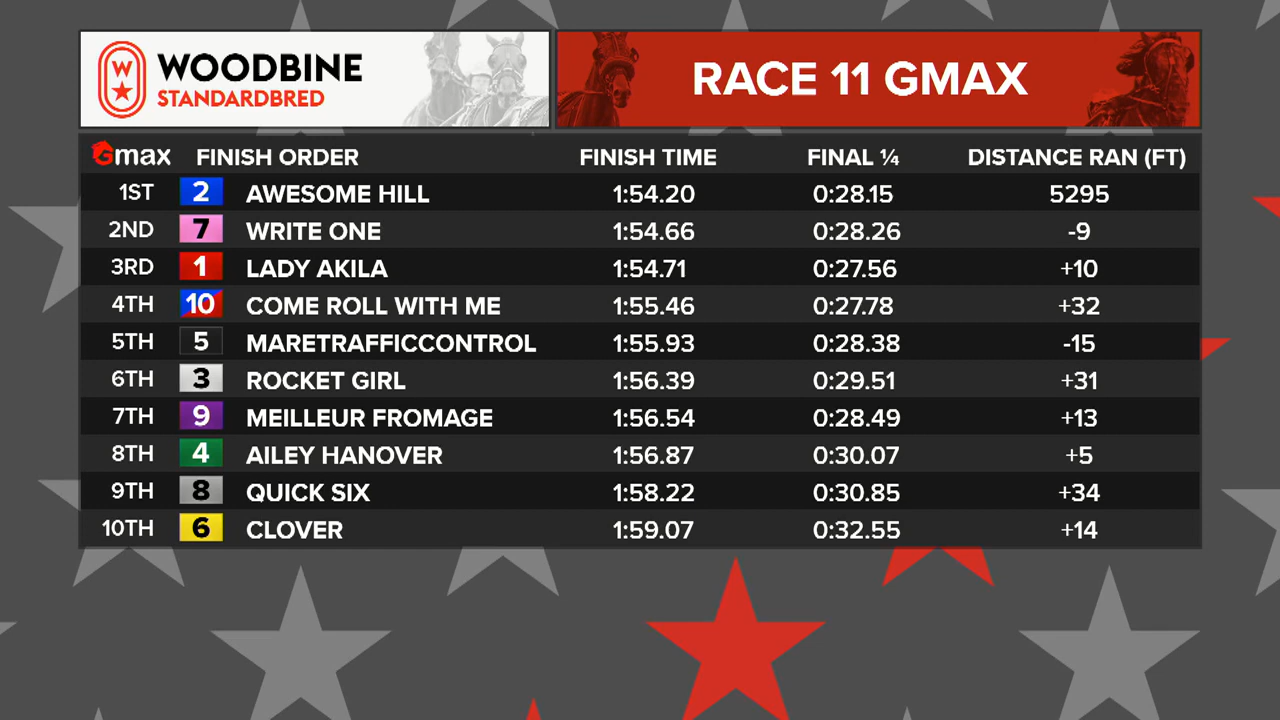 W
WOODBINE
STANDARDBRED
RACE 11 GMAX
Gmax FINISH ORDER FINISH TIME FINAL ¼ DISTANCE RAN (FT)
1ST 2 AWESOME HILL 1:54.20 0:28.15 5295
2ND 7 WRITE ONE 1:54.66 0:28.26 -9
3RD 1 LADY AKILA 1:54.71 0:27.56 +10
4TH 10 COME ROLL WITH ME 1:55.46 0:27.78 +32
5TH 5 MARETRAFFICCONTROL 1:55.93 0:28.38 -15
6TH 3 ROCKET GIRL 1:56.39 0:29.51 +31
7TH 9 MEILLEUR FROMAGE 1:56.54 0:28.49 +13
8TH 4 AILEY HANOVER 1:56.87 0:30.07 +5
9TH 8 QUICK SIX 1:58.22 0:30.85 +34
10TH 6 CLOVER 1:59.07 0:32.55 +14